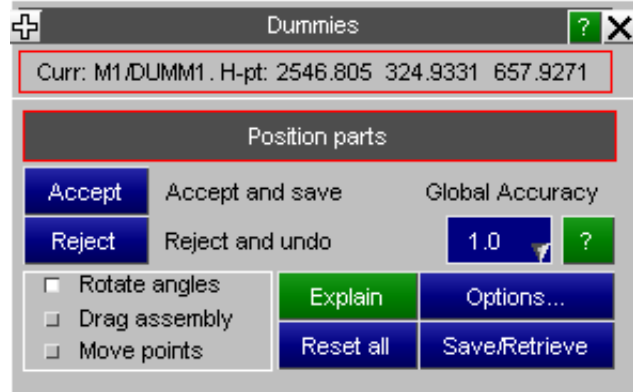 Dummies ? X
Curr: M1/DUMM1. H-pt: 2546.805 324.9331 657.9271
Position parts
Accept Accept and save Global Accuracy
Reject Reject and undo 1.0 ?
Rotate angles
Drag assembly
Move points
Explain Options...
Reset all Save/Retrieve